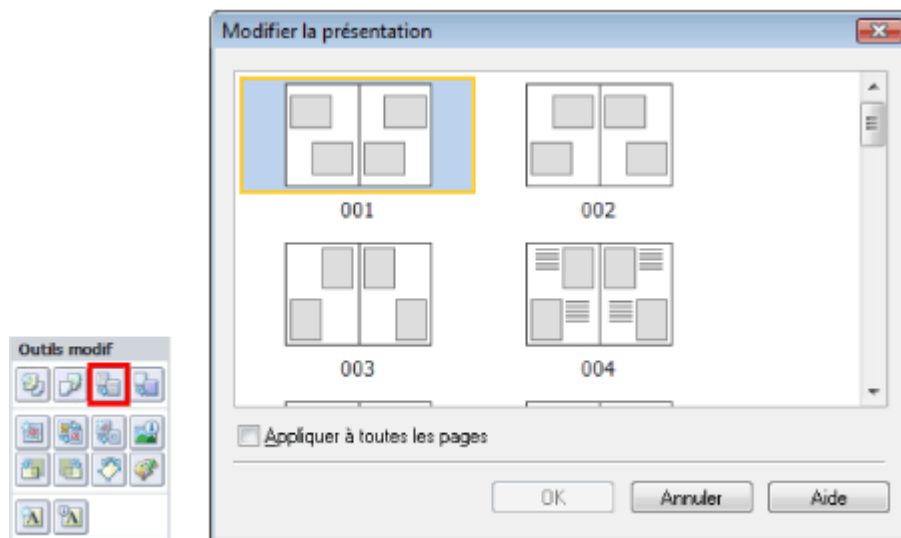 Modifier la présentation
001
002
003
004
Outils modif
Appliquer à toutes les pages
OK
Annuler
Aide